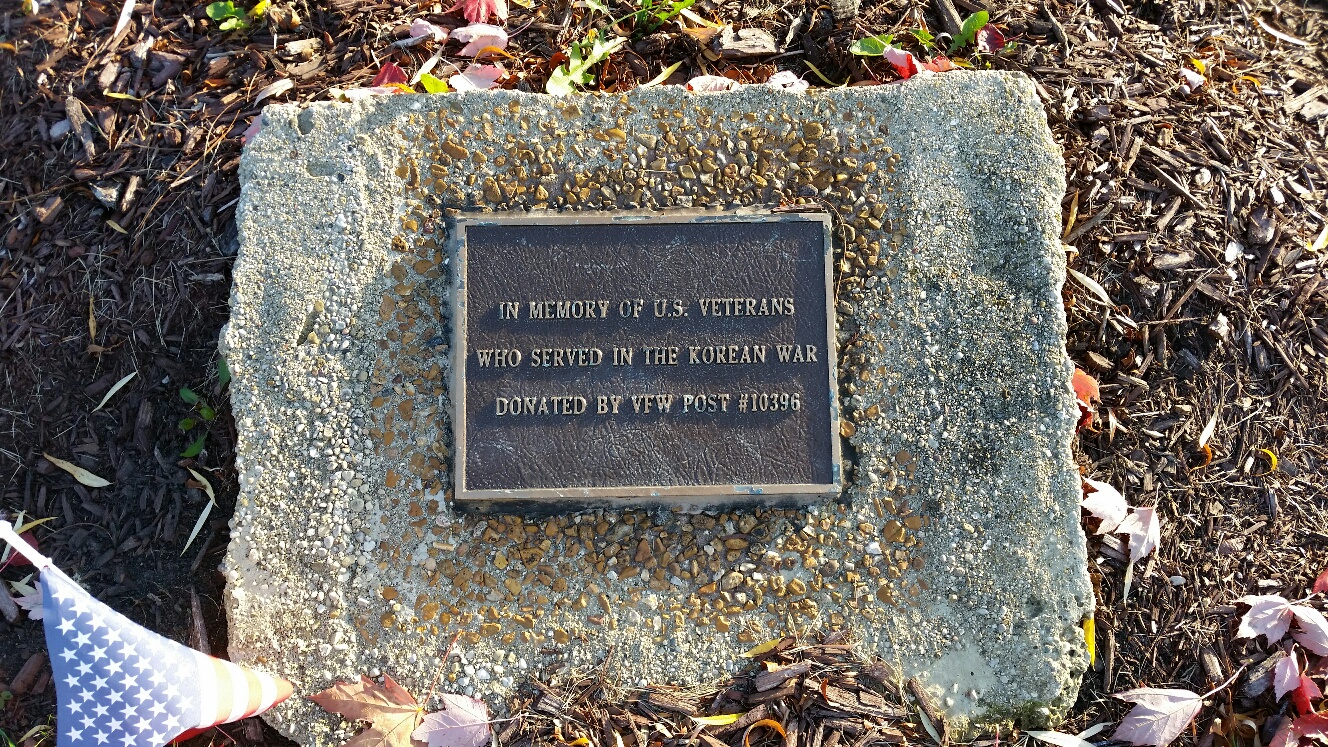 IN MEMORY OF U.S. VETERANS
WHO SERVED IN THE KOREAN WAR
DONATED BY VFW POST #10396